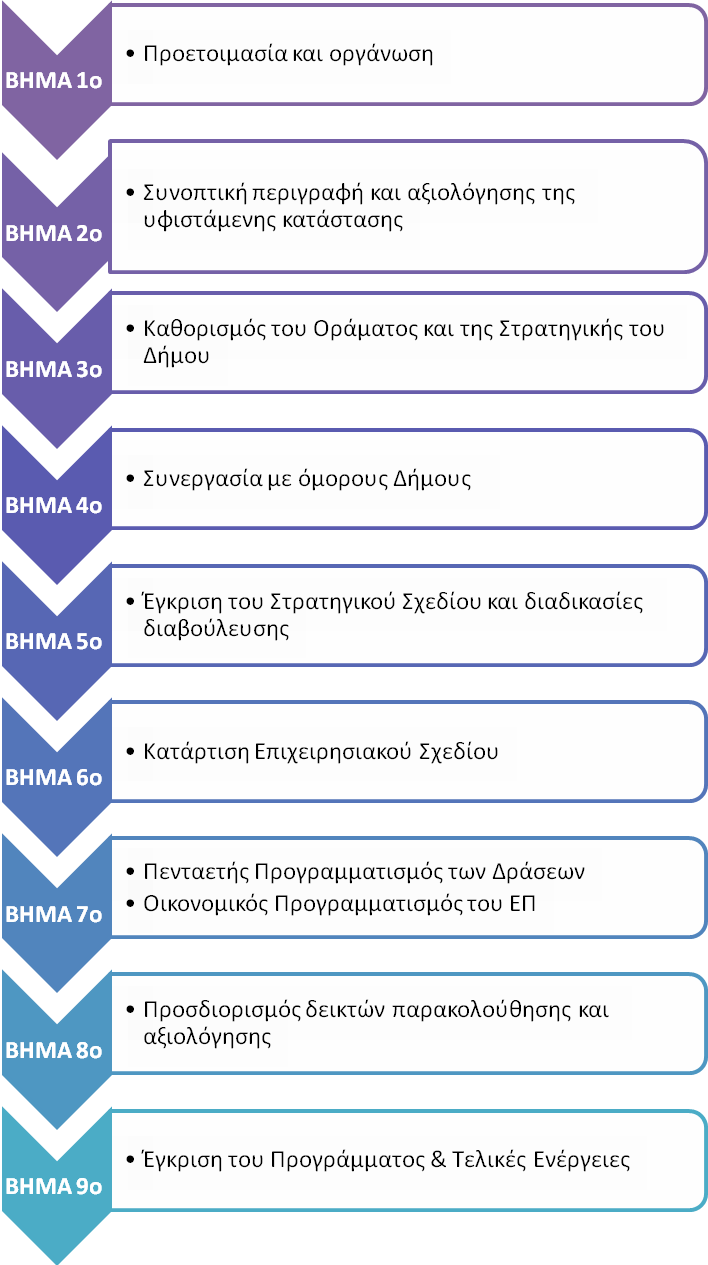 ΒΗΜΑ 1ο
• Προετοιμασία και οργάνωση
ΒΗΜΑ 2ο
• Συνοπτική περιγραφή και αξιολόγησης της
υφιστάμενης κατάστασης
ΒΗΜΑ 3ο
• Καθορισμός του Οράματος και της Στρατηγικής του
Δήμου
ΒΗΜΑ 4ο
• Συνεργασία με όμορους Δήμους
ΒΗΜΑ 5ο
• Έγκριση του Στρατηγικού Σχεδίου και διαδικασίες
διαβούλευσης
ΒΗΜΑ 6ο
• Κατάρτιση Επιχειρησιακού Σχεδίου
ΒΗΜΑ 7ο
• Πενταετής Προγραμματισμός των Δράσεων
• Οικονομικός Προγραμματισμός του ΕΠ
ΒΗΜΑ 8ο
• Προσδιορισμός δεικτών παρακολούθησης και
αξιολόγησης
ΒΗΜΑ 9ο
• Έγκριση του Προγράμματος & Τελικές Ενέργειες